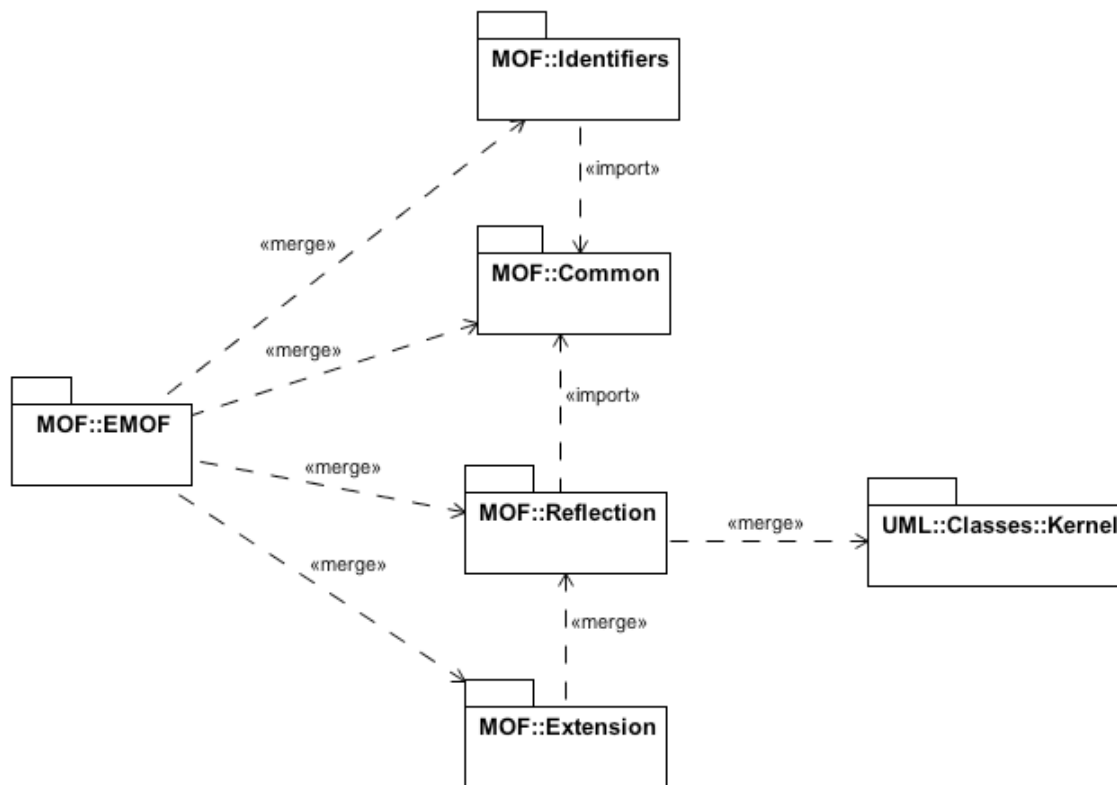 MOF::Identifiers
«import»
«merge»
MOF::Common
«merge»
«import»
MOF::EMOF
«merge»
MOF::Reflection
«merge»
UML::Classes::Kernel
«merge»
«merge»
MOF::Extension